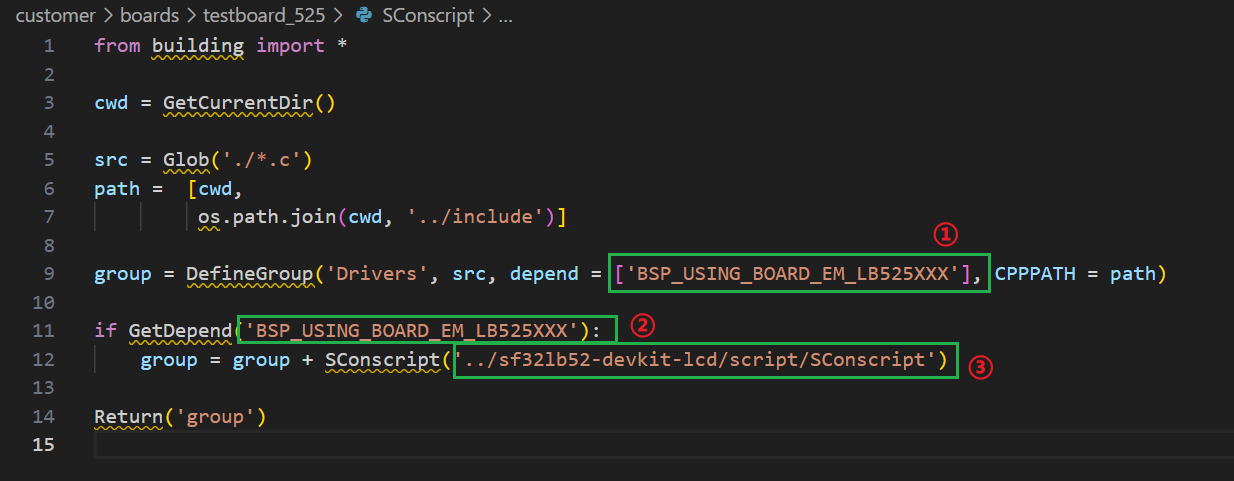 customer > boards > testboard_525 > SConscript > ...
1 from building import *
2
3 cwd = GetCurrentDir()
4
5 src = Glob('./*.c')
6 path =  [cwd,
7         os.path.join(cwd, '../include')]
8
①
9 group = DefineGroup('Drivers', src, depend = ['BSP_USING_BOARD_EM_LB525XXX'], CPPPATH = path)
10
11 if GetDepend('BSP_USING_BOARD_EM_LB525XXX'): ②
12     group = group + SConscript('../sf32lb52-devkit-lcd/script/SConscript') ③
13
14 Return('group')
15